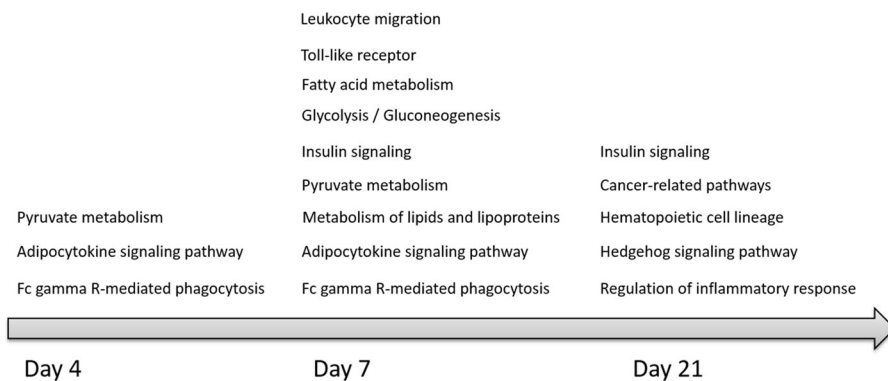 Leukocyte migration
Toll-like receptor
Fatty acid metabolism
Glycolysis / Gluconeogenesis
Insulin signaling
Insulin signaling
Pyruvate metabolism
Cancer-related pathways
Pyruvate metabolism
Metabolism of lipids and lipoproteins
Hematopoietic cell lineage
Adipocytokine signaling pathway
Adipocytokine signaling pathway
Hedgehog signaling pathway
Fc gamma R-mediated phagocytosis
Fc gamma R-mediated phagocytosis
Regulation of inflammatory response
Day 4
Day 7
Day 21